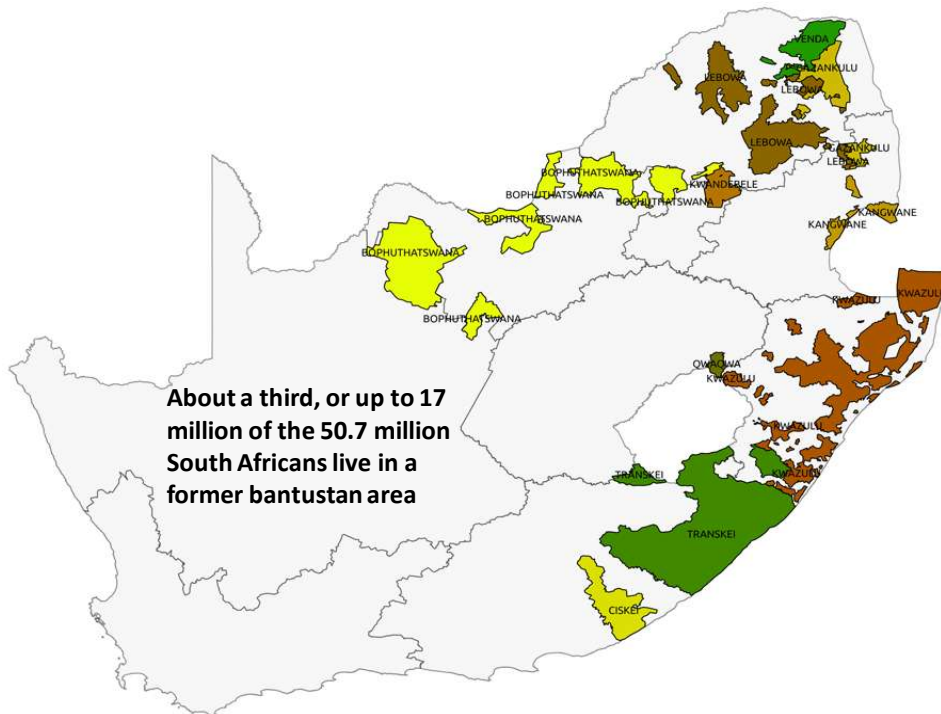 VENDA
GAZANKULU
LEBOWA
LEBOWA
LEBOWA
GAZANKULU
LEBOWA
BOPHUTHATSWANA
KWANDEBELE
BOPHUTHATSWANA
BOPHUTHATSWANA
KANGWANE
BOPHUTHATSWANA
KANGWANE
BOPHUTHATSWANA
KWAZULU
KWAZULU
BOPHUTHATSWANA
QWAQWA
KWAZULU
About a third, or up to 17
million of the 50.7 million
South Africans live in a
former bantustan area
KWAZULU
TRANSKEI
KWAZULU
TRANSKEI
CISKEI